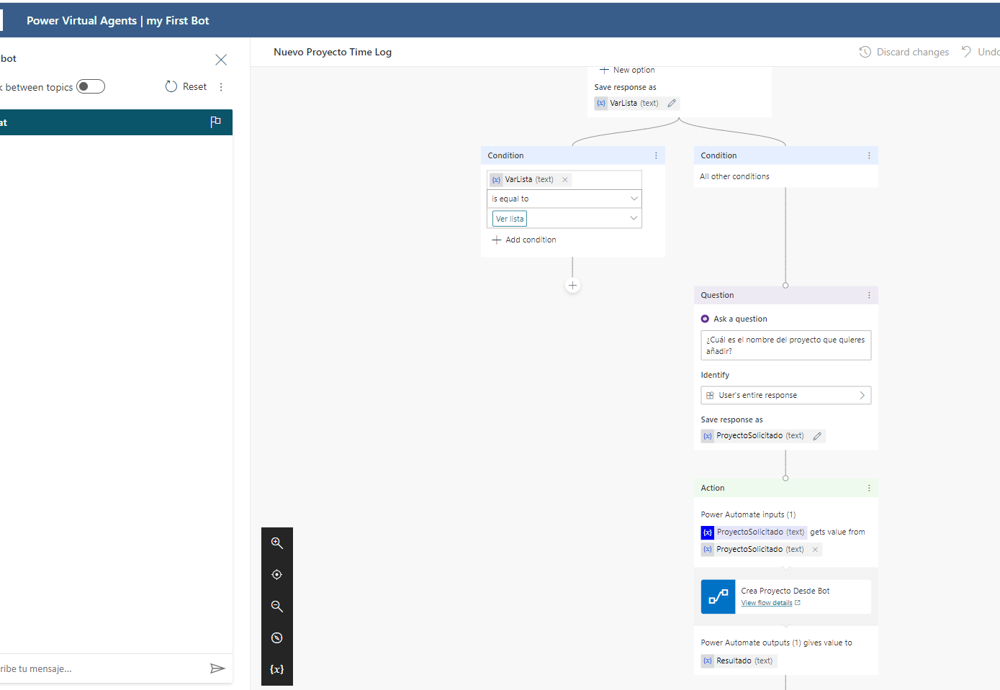 Power Virtual Agents | my First Bot
bot
Nuevo Proyecto Time Log
Discard changes
Undo
between topics
Reset
at
New option
Save response as
{x} VarLista (text)
Condition
{x} VarLista (text)
is equal to
Ver lista
Add condition
Condition
All other conditions
Question
Ask a question
¿Cuál es el nombre del proyecto que quieres
añadir?
Identify
User's entire response
Save response as
{x} ProyectoSolicitado (text)
Action
Power Automate inputs (1)
{x} ProyectoSolicitado (text) gets value from
{x} ProyectoSolicitado (text)
Crea Proyecto Desde Bot
View flow details
Power Automate outputs (1) gives value to
{x} Resultado (text)
ribe tu mensaje...
{x}